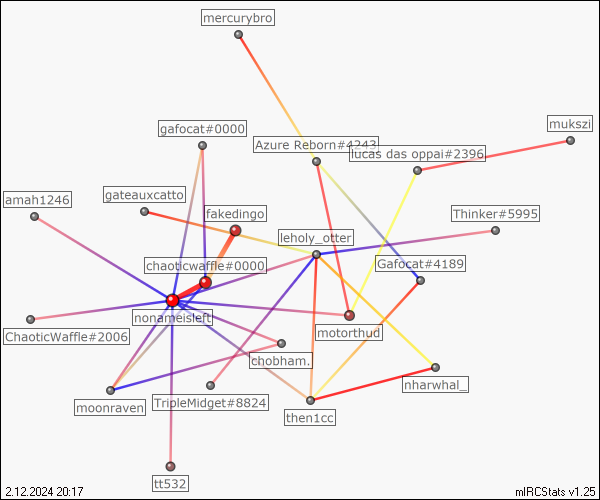 mercurybro
mukszi
gafocat#0000
Azure Reborn#4243
lucas das oppai#2396
amah1246
gateauxcatto
fakedingo
Thinker#5995
leholy_otter
chaoticwaffle#0000
Gafocat#4189
nonameisleft
ChaoticWaffle#2006
motorthud
chobham.
nharwhal_
moonraven
TripleMidget#8824
then1cc
tt532
2.12.2024 20:17
mIRCStats v1.25